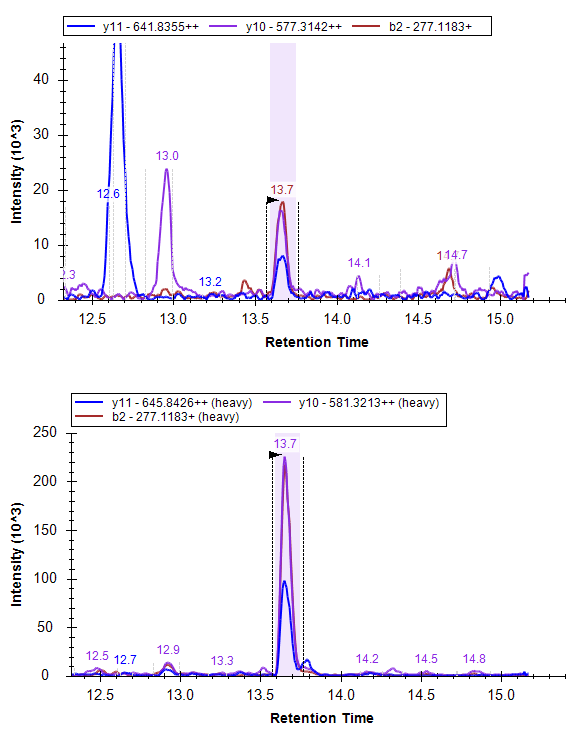 y11 - 641.8355++ y10 - 577.3142++ b2 - 277.1183+
Intensity (10^3)
40
30
20
10
0
12.6
13.0
13.7
13.2
14.1
14.7
12.5 13.0 13.5 14.0 14.5 15.0
Retention Time
y11 - 645.8426++ (heavy) y10 - 581.3213++ (heavy)
b2 - 277.1183+ (heavy)
Intensity (10^3)
250
200
150
100
50
0
13.7
12.5 12.7 12.9 13.3 14.2 14.5 14.8
12.5 13.0 13.5 14.0 14.5 15.0
Retention Time